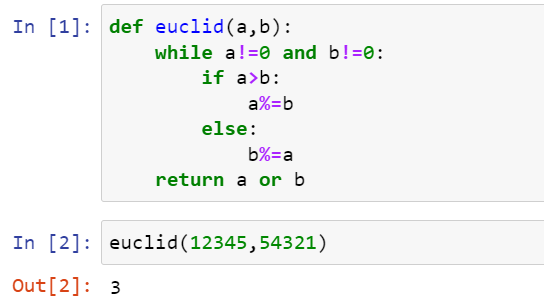 In [1]: def euclid(a,b):
    while a!=0 and b!=0:
        if a>b:
            a%=b
        else:
            b%=a
    return a or b
In [2]: euclid(12345,54321)
Out[2]: 3